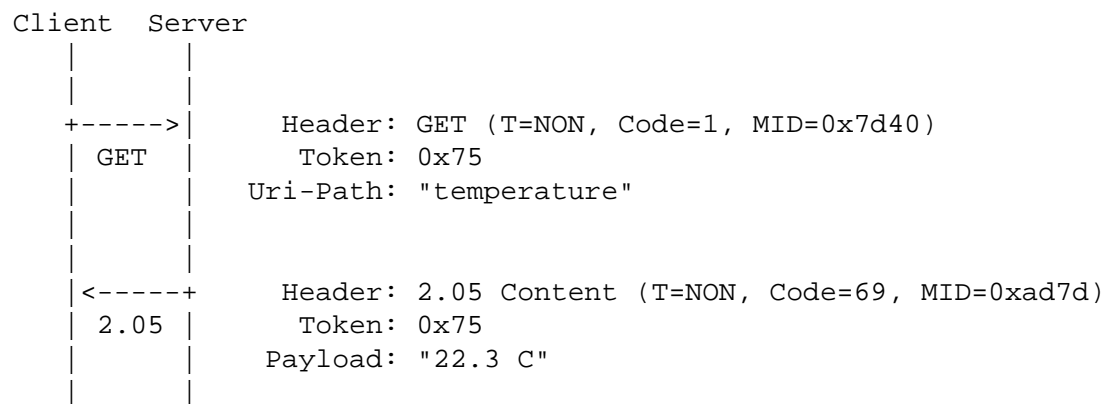 Client  Server
   |      |
   |      |
   +----->|     Header: GET (T=NON, Code=1, MID=0x7d40)
   | GET  |      Token: 0x75
   |      |   Uri-Path: "temperature"
   |      |
   |      |
   |<-----+     Header: 2.05 Content (T=NON, Code=69, MID=0xad7d)
   | 2.05 |      Token: 0x75
   |      |    Payload: "22.3 C"
   |      |